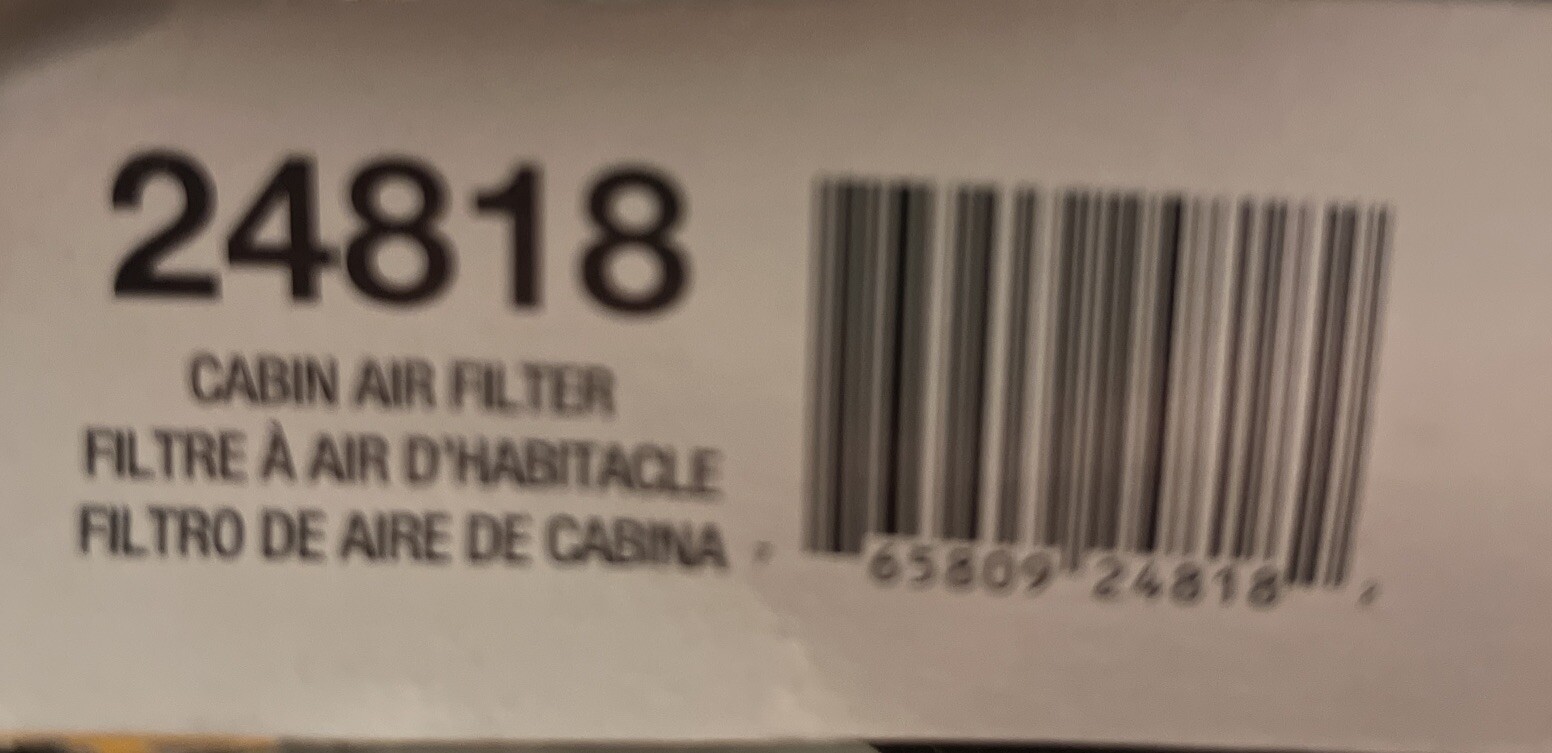 24818
CABIN AIR FILTER
FILTRE À AIR D'HABITACLE
FILTRO DE AIRE DE CABINA
65809 24818